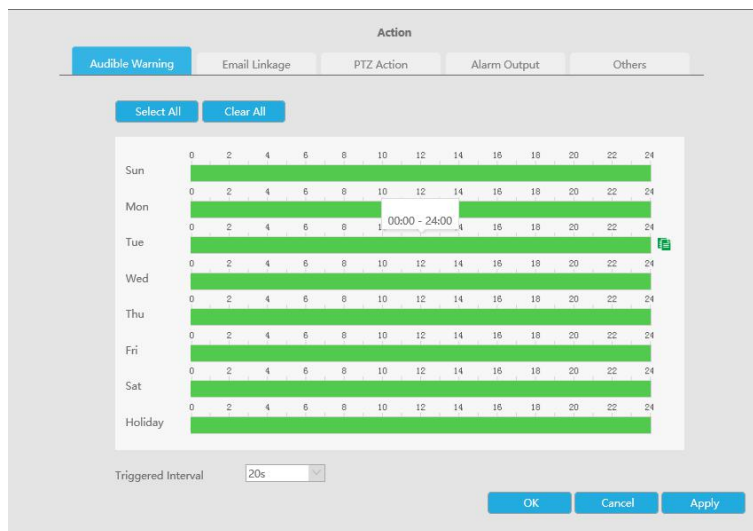 Action
Audible Warning Email Linkage PTZ Action Alarm Output Others
Select All Clear All
0 2 4 6 8 10 12 14 16 18 20 22 24
Sun
0 2 4 6 8 10 12 14 16 18 20 22 24
Mon
00:00 - 24:00
0 2 4 6 8 16 18 20 22 24
Tue
0 2 4 6 8 10 12 14 16 18 20 22 24
Wed
0 2 4 6 8 10 12 14 16 18 20 22 24
Thu
0 2 4 6 8 10 12 14 16 18 20 22 24
Fri
0 2 4 6 8 10 12 14 16 18 20 22 24
Sat
0 2 4 6 8 10 12 14 16 18 20 22 24
Holiday
Triggered Interval 20s
OK Cancel Apply